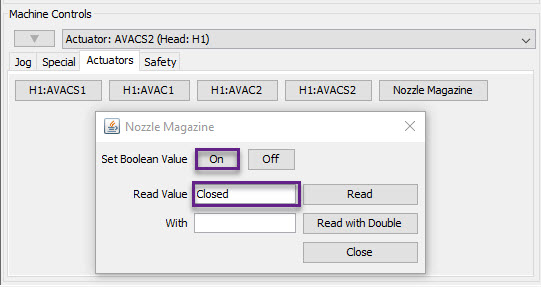 Machine Controls
Actuator: AVACS2 (Head: H1)
Jog Special Actuators Safety
H1:AVACS1 H1:AVAC1 H1:AVAC2 H1:AVACS2 Nozzle Magazine
Nozzle Magazine
Set Boolean Value On Off
Read Value Closed Read
With Read with Double
Close